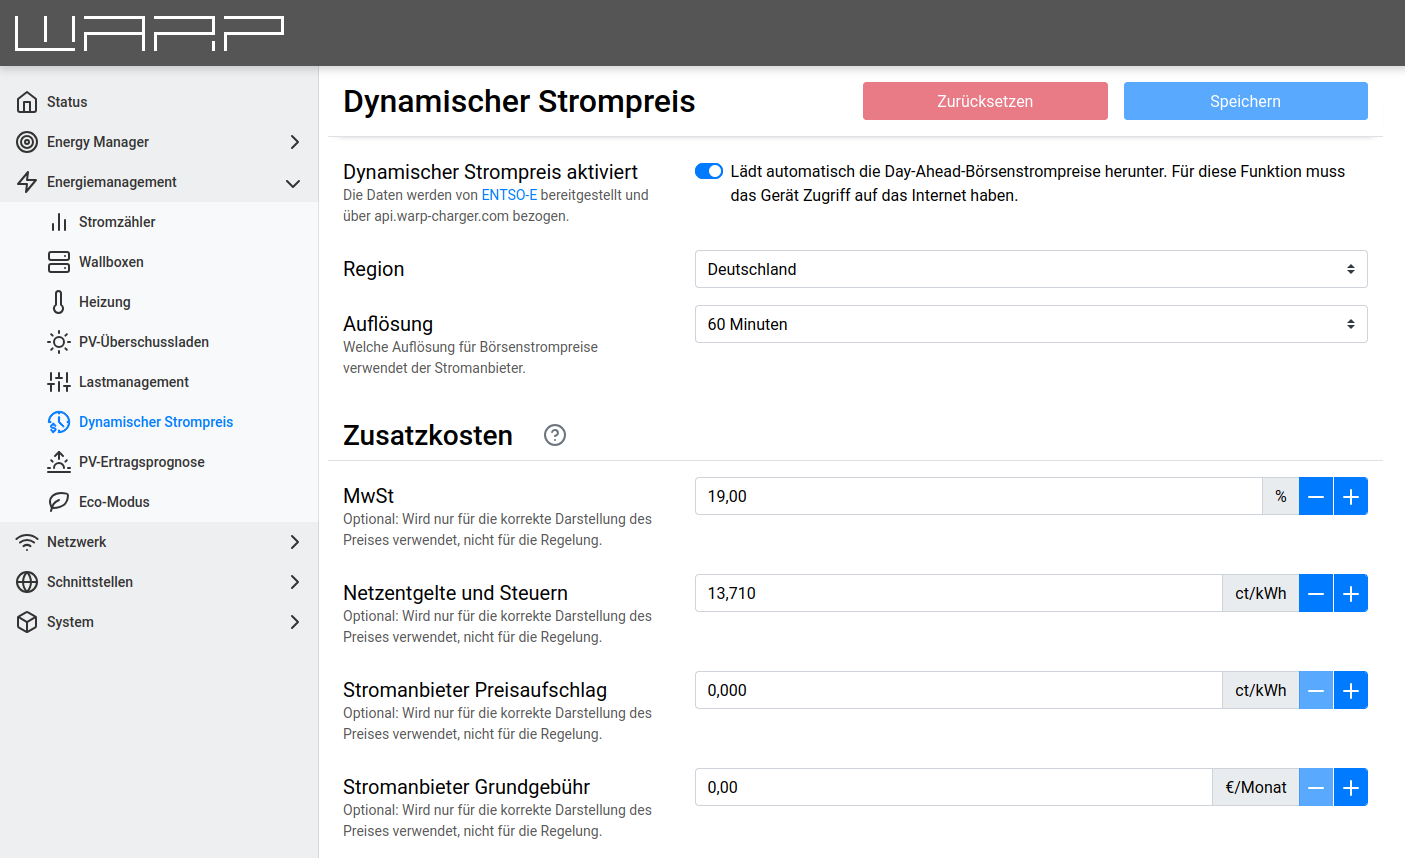 WARP
Status
Energy Manager
Energiemanagement
Stromzähler
Wallboxen
Heizung
PV-Überschussladen
Lastmanagement
Dynamischer Strompreis
PV-Ertragsprognose
Eco-Modus
Netzwerk
Schnittstellen
System
Dynamischer Strompreis
Zurücksetzen
Speichern
Dynamischer Strompreis aktiviert
Die Daten werden von ENTSO-E bereitgestellt und
über api.warp-charger.com bezogen.
Lädt automatisch die Day-Ahead-Börsenstrompreise herunter. Für diese Funktion muss
das Gerät Zugriff auf das Internet haben.
Region
Deutschland
Auflösung
Welche Auflösung für Börsenstrompreise
verwendet der Stromanbieter.
60 Minuten
Zusatzkosten
MwSt
Optional: Wird nur für die korrekte Darstellung des
Preises verwendet, nicht für die Regelung.
19,00 %
Netzentgelte und Steuern
Optional: Wird nur für die korrekte Darstellung des
Preises verwendet, nicht für die Regelung.
13,710 ct/kWh
Stromanbieter Preisaufschlag
Optional: Wird nur für die korrekte Darstellung des
Preises verwendet, nicht für die Regelung.
0,000 ct/kWh
Stromanbieter Grundgebühr
Optional: Wird nur für die korrekte Darstellung des
Preises verwendet, nicht für die Regelung.
0,00 €/Monat